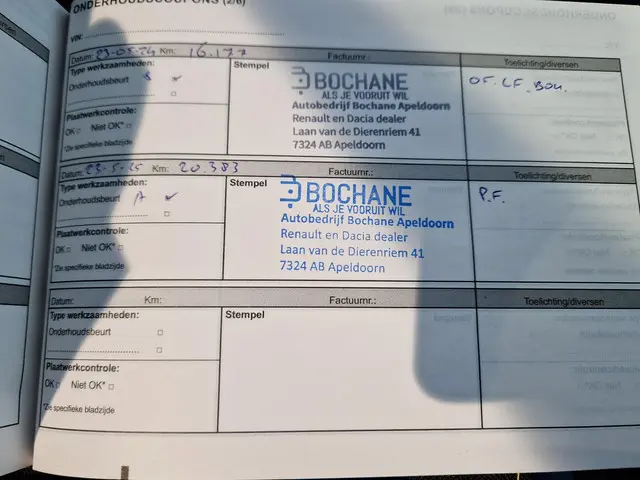 ONDERHOUDSCOUPONS (2/6)
VIN:
Datum: 23-05-24 Km: 16.177 Factuurnr.: Toelichting/diversen
Type werkzaamheden: Stempel
Onderhoudsbeurt
BOCHANE
ALS JE VOORUIT WIL
Autobedrijf Bochane Apeldoorn
Renault en Dacia dealer
Laan van de Dierenriem 41
7324 AB Apeldoorn
OF. LF. BOU.
Plaatwerkcontrole:
OK Niet OK*
*Zie specifieke bladzijde
Datum: 23-5-25 Km: 20.383 Factuurnr.: Toelichting/diversen
Type werkzaamheden: Stempel
Onderhoudsbeurt A
BOCHANE
ALS JE VOORUIT WIL
Autobedrijf Bochane Apeldoorn
Renault en Dacia dealer
Laan van de Dierenriem 41
7324 AB Apeldoorn
P.F.
Plaatwerkcontrole:
OK Niet OK*
*Zie specifieke bladzijde
Datum: Km: Factuurnr.: Toelichting/diversen
Type werkzaamheden: Stempel
Onderhoudsbeurt
Plaatwerkcontrole:
OK Niet OK*
*Zie specifieke bladzijde